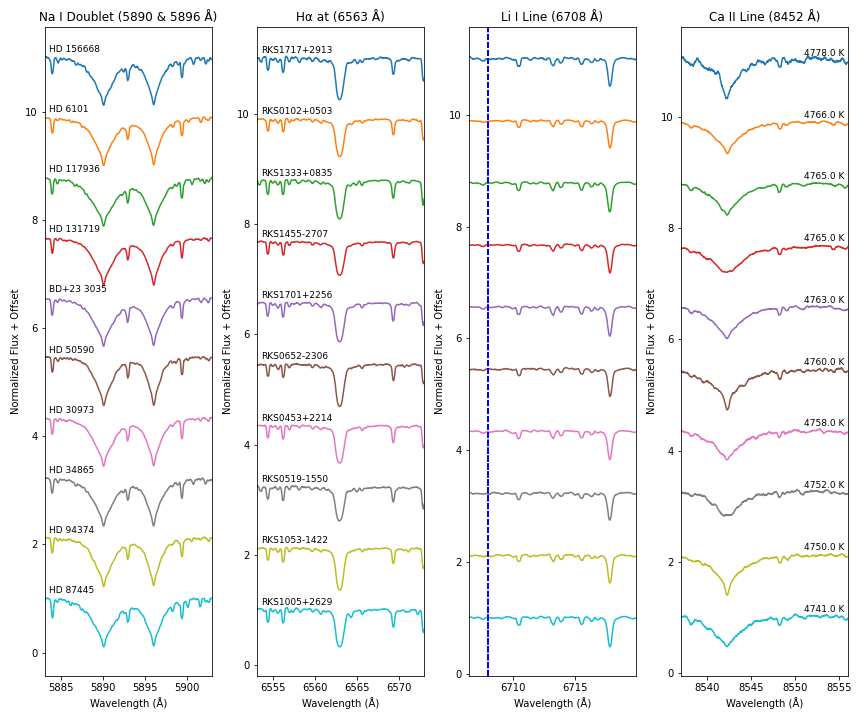 Na I Doublet (5890 & 5896 Å)
Hα at (6563 Å)
Li I Line (6708 Å)
Ca II Line (8452 Å)
HD 156668
HD 6101
HD 117936
HD 131719
BD+23 3035
HD 50590
HD 30973
HD 34865
HD 94374
HD 87445
10
8
6
4
2
0
5885
5890
5895
5900
Wavelength (Å)
Normalized Flux + Offset
RKS1717+2913
RKS0102+0503
RKS1333+0835
RKS1455-2707
RKS1701+2256
RKS0652-2306
RKS0453+2214
RKS0519-1550
RKS1053-1422
RKS1005+2629
10
8
6
4
2
0
6555
6560
6565
6570
Wavelength (Å)
Normalized Flux + Offset
10
8
6
4
2
0
6710
6715
Wavelength (Å)
Normalized Flux + Offset
4778.0 K
4766.0 K
4765.0 K
4765.0 K
4763.0 K
4760.0 K
4758.0 K
4752.0 K
4750.0 K
4741.0 K
10
8
6
4
2
0
8540
8545
8550
8555
Wavelength (Å)
Normalized Flux + Offset